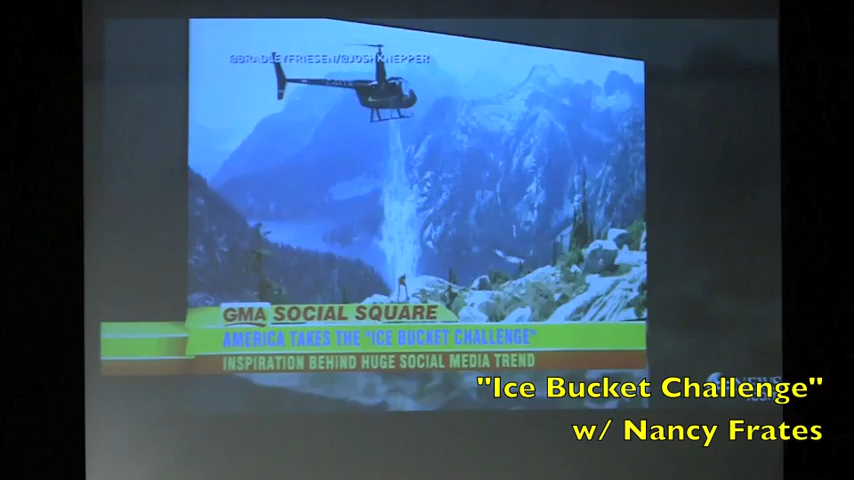 @BRADLEYFRIESEN/@JOSHKNEPPER
GMA SOCIAL SQUARE
AMERICA TAKES THE "ICE BUCKET CHALLENGE"
INSPIRATION BEHIND HUGE SOCIAL MEDIA TREND
NEWS
"Ice Bucket Challenge"
w/ Nancy Frates